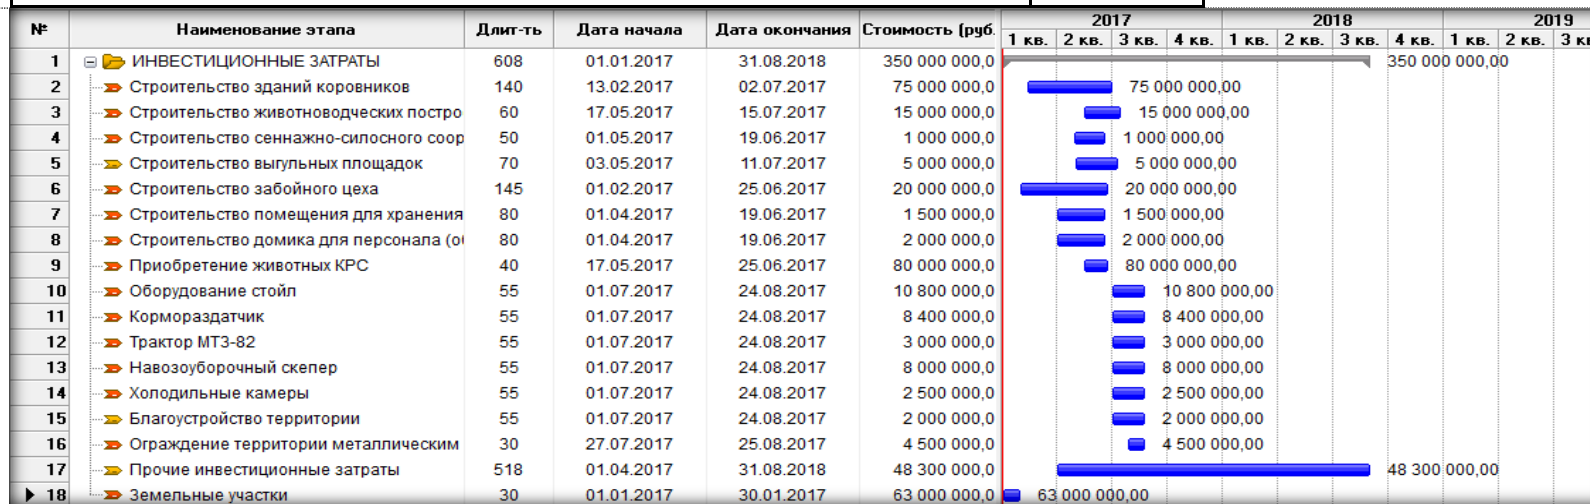 № Наименование этапа Длит-ть Дата начала Дата окончания Стоимость (руб. 2017 2018 2019
1 кв. 2 кв. 3 кв. 4 кв. 1 кв. 2 кв. 3 кв. 4 кв. 1 кв. 2 кв. 3 кв
1 ИНВЕСТИЦИОННЫЕ ЗАТРАТЫ 608 01.01.2017 31.08.2018 350 000 000,0 350 000 000,00
2 Строительство зданий коровников 140 13.02.2017 02.07.2017 75 000 000,0 75 000 000,00
3 Строительство животноводческих постро 60 17.05.2017 15.07.2017 15 000 000,0 15 000 000,00
4 Строительство сеннажно-силосного соор 50 01.05.2017 19.06.2017 1 000 000,0 1 000 000,00
5 Строительство выгульных площадок 70 03.05.2017 11.07.2017 5 000 000,0 5 000 000,00
6 Строительство забойного цеха 145 01.02.2017 25.06.2017 20 000 000,0 20 000 000,00
7 Строительство помещения для хранения 80 01.04.2017 19.06.2017 1 500 000,0 1 500 000,00
8 Строительство домика для персонала (о 80 01.04.2017 19.06.2017 2 000 000,0 2 000 000,00
9 Приобретение животных КРС 40 17.05.2017 25.06.2017 80 000 000,0 80 000 000,00
10 Оборудование стойл 55 01.07.2017 24.08.2017 10 800 000,0 10 800 000,00
11 Кормораздатчик 55 01.07.2017 24.08.2017 8 400 000,0 8 400 000,00
12 Трактор МТЗ-82 55 01.07.2017 24.08.2017 3 000 000,0 3 000 000,00
13 Навозоуборочный скепер 55 01.07.2017 24.08.2017 8 000 000,0 8 000 000,00
14 Холодильные камеры 55 01.07.2017 24.08.2017 2 500 000,0 2 500 000,00
15 Благоустройство территории 55 01.07.2017 24.08.2017 2 000 000,0 2 000 000,00
16 Ограждение территории металлическим 30 27.07.2017 25.08.2017 4 500 000,0 4 500 000,00
17 Прочие инвестиционные затраты 518 01.04.2017 31.08.2018 48 300 000,0 48 300 000,00
18 Земельные участки 30 01.01.2017 30.01.2017 63 000 000,0 63 000 000,00